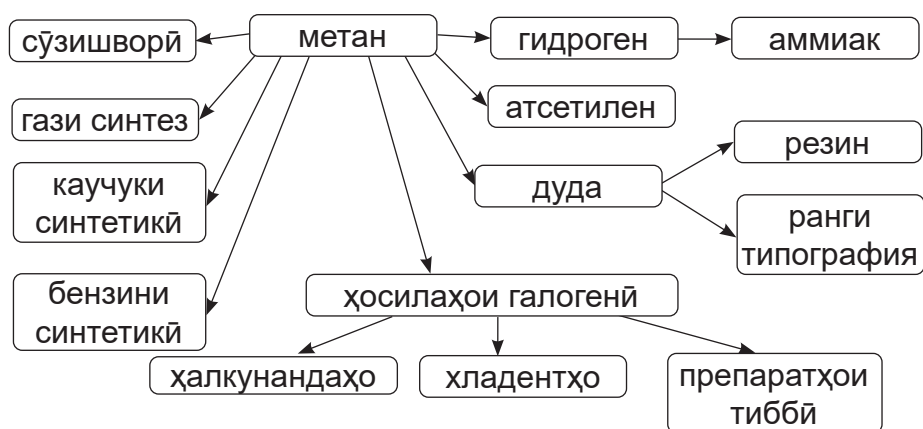 сӯзишворӣ
метан
гидроген
аммиак
гази синтез
атсетилен
каучуки
синтетикӣ
дуда
резин
ранги
типография
бензини
синтетикӣ
ҳосилаҳои галогенӣ
ҳалкунандаҳо
хладентҳо
препаратҳои
тиббӣ